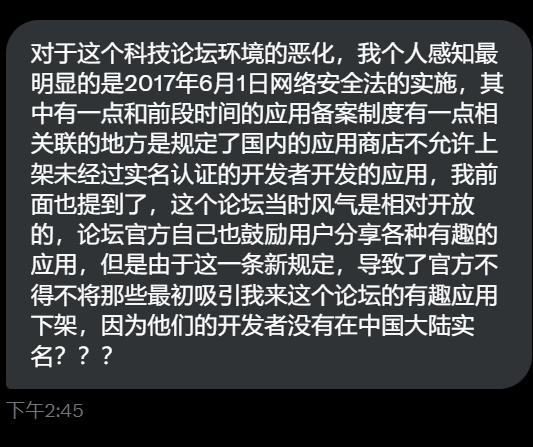 对于这个科技论坛环境的恶化，我个人感知最
明显的是2017年6月1日网络安全法的实施，其
中有一点和前段时间的应用备案制度有一点相
关联的地方是规定了国内的应用商店不允许上
架未经过实名认证的开发者开发的应用，我前
面也提到了，这个论坛当时风气是相对开放
的，论坛官方自己也鼓励用户分享各种有趣的
应用，但是由于这一条新规定，导致了官方不
得不将那些最初吸引我来这个论坛的有趣应用
下架，因为他们的开发者没有在中国大陆实
名？？？
下午2:45